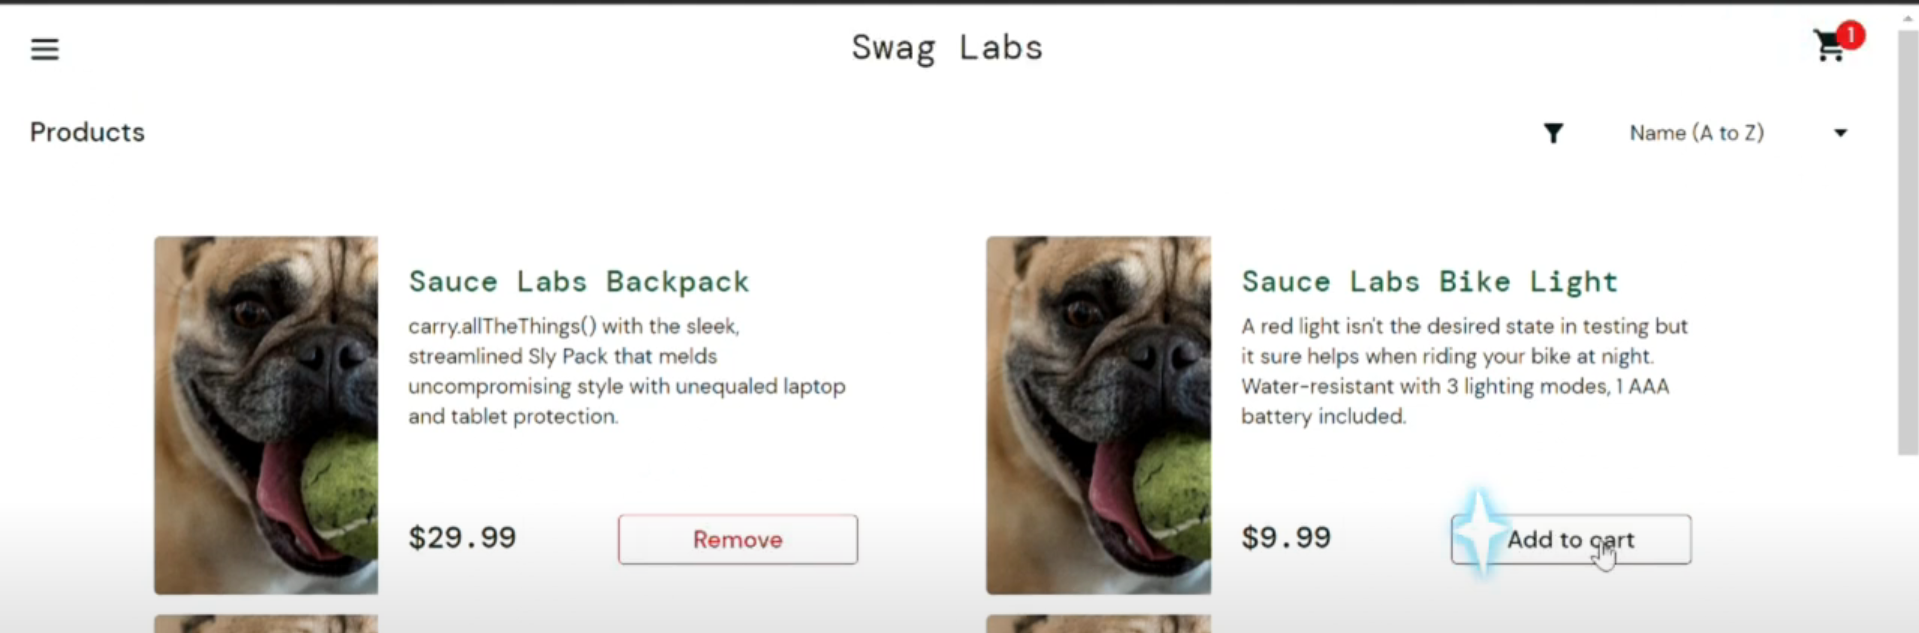 Swag Labs
1
Products
Name (A to Z)
Sauce Labs Backpack
carry.allTheThings() with the sleek,
streamlined Sly Pack that melds
uncompromising style with unequaled laptop
and tablet protection.
$29.99
Remove
Sauce Labs Bike Light
A red light isn't the desired state in testing but
it sure helps when riding your bike at night.
Water-resistant with 3 lighting modes, 1 AAA
battery included.
$9.99
Add to cart